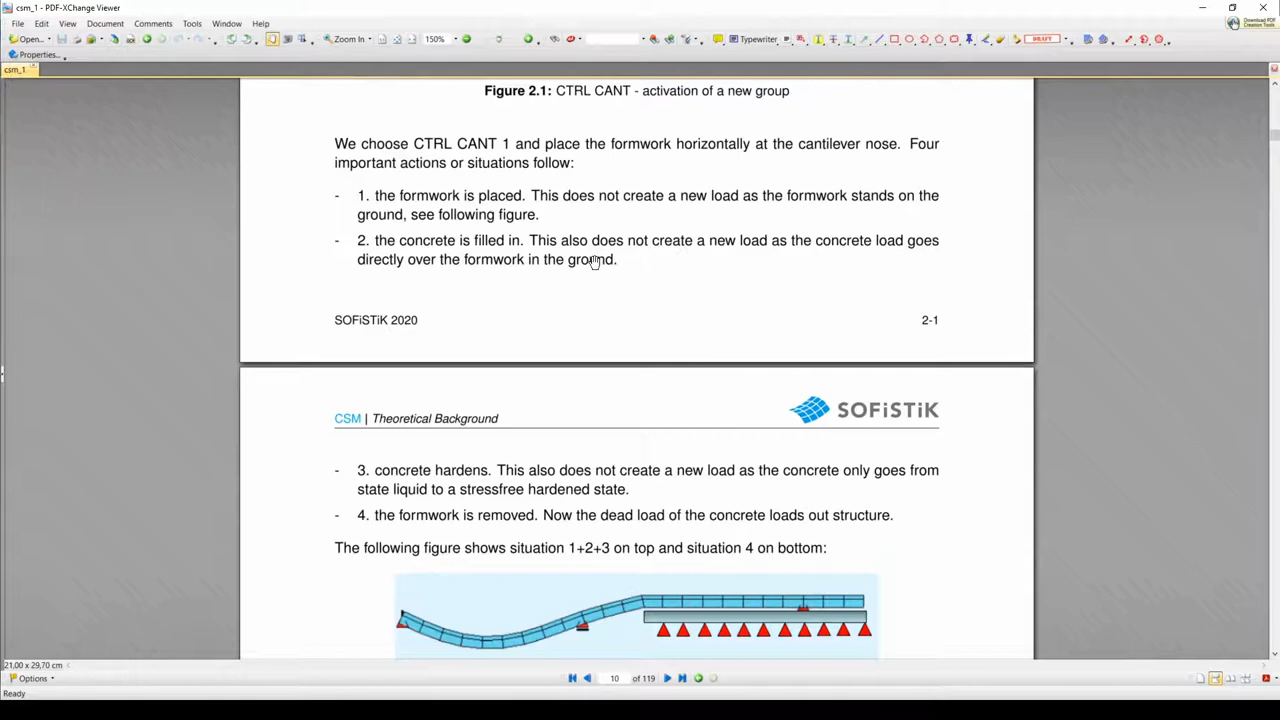 csm_1 - PDF-XChange Viewer
File Edit View Document Comments Tools Window Help
Download PDF
Creation Tools
Open... Zoom In 150% Typewriter DRAFT
Properties...
csm_1
Figure 2.1: CTRL CANT - activation of a new group
We choose CTRL CANT 1 and place the formwork horizontally at the cantilever nose. Four
important actions or situations follow:
- 1. the formwork is placed. This does not create a new load as the formwork stands on the
ground, see following figure.
- 2. the concrete is filled in. This also does not create a new load as the concrete load goes
directly over the formwork in the ground.
SOFiSTiK 2020 2-1
CSM | Theoretical Background SOFiSTiK
- 3. concrete hardens. This also does not create a new load as the concrete only goes from
state liquid to a stressfree hardened state.
- 4. the formwork is removed. Now the dead load of the concrete loads out structure.
The following figure shows situation 1+2+3 on top and situation 4 on bottom:
21,00 x 29,70 cm
Options 10 of 119
Ready